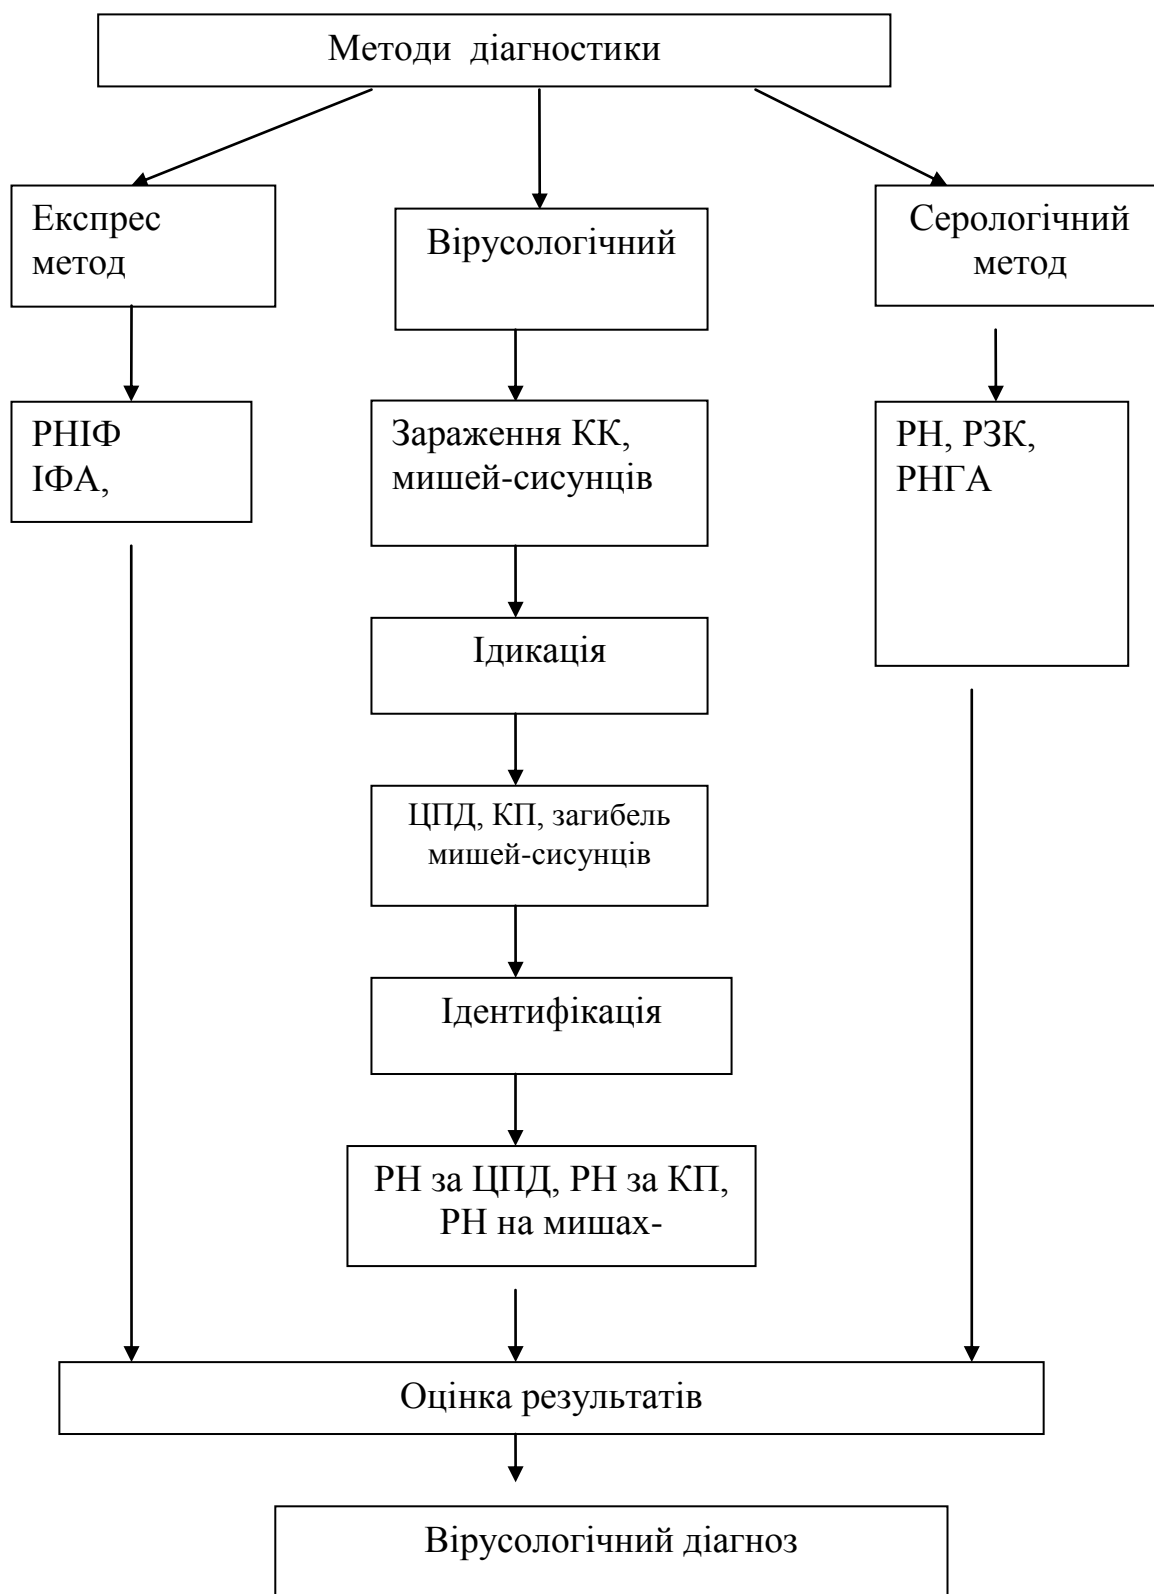 Методи діагностики
Експрес
метод
Вірусологічний
Серологічний
метод
РНІФ
ІФА,
Зараження КК,
мишей-сисунців
РН, РЗК,
РНГА
Ідикація
ЦПД, КП, загибель
мишей-сисунців
Ідентифікація
РН за ЦПД, РН за КП,
РН на мишах-
Оцінка результатів
Вірусологічний діагноз